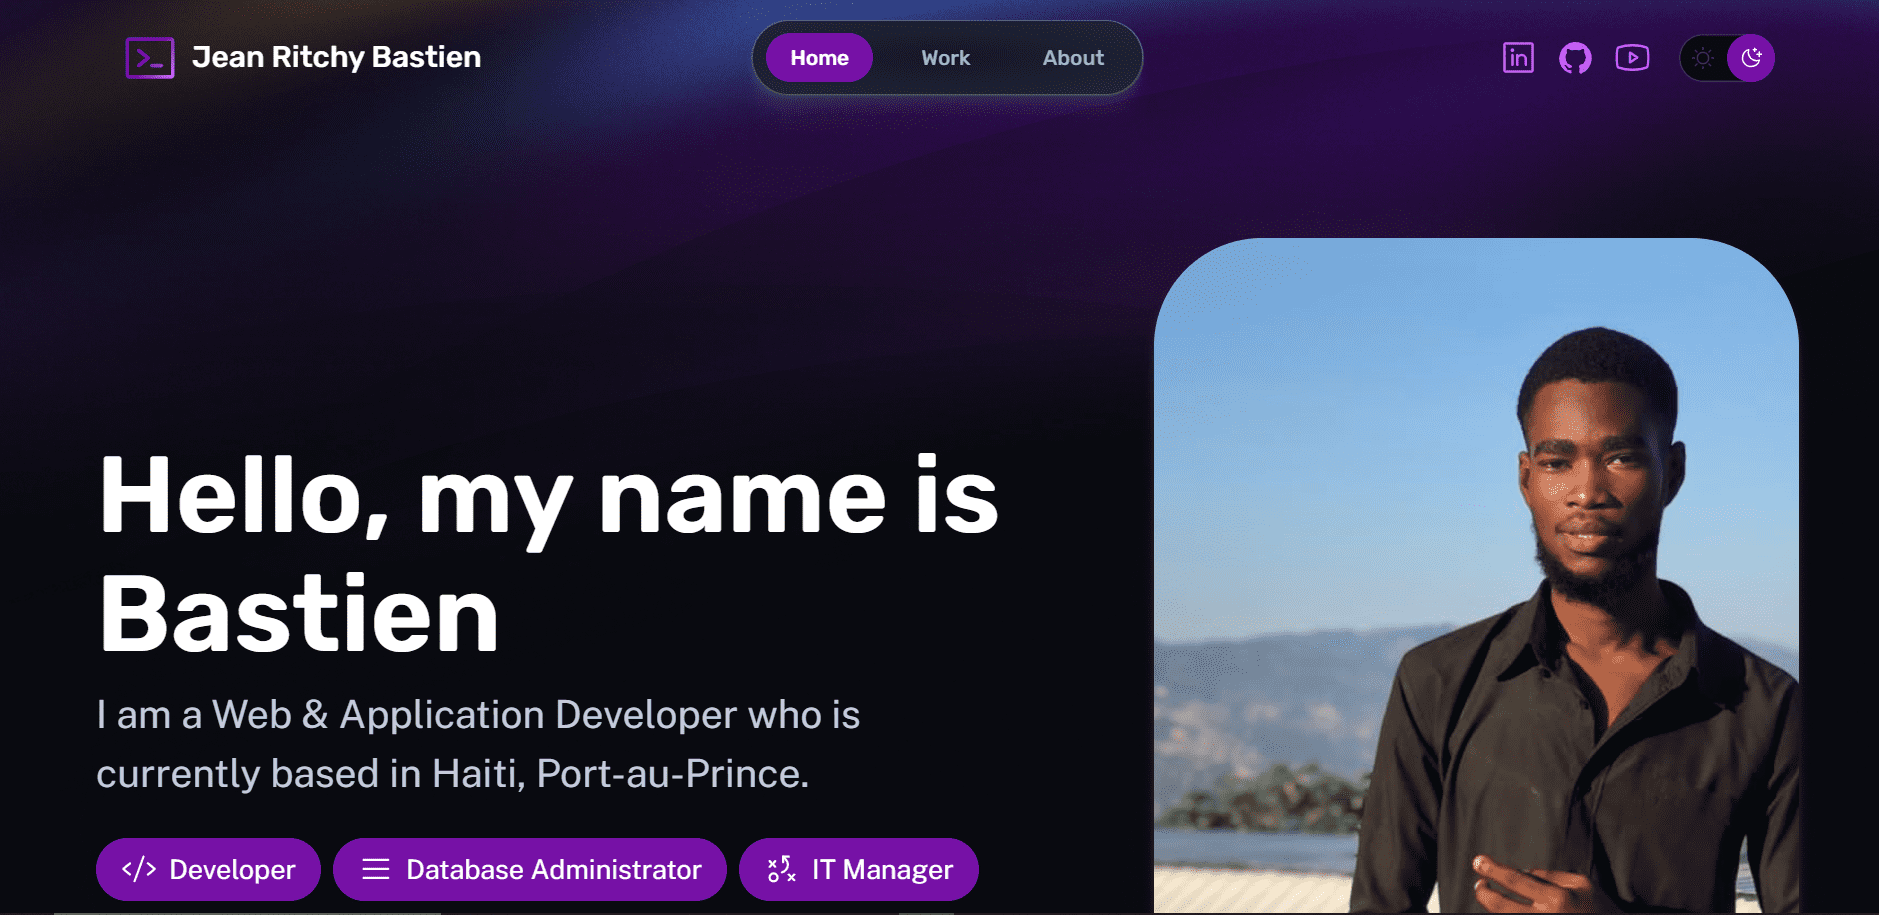 Jean Ritchy Bastien
Home Work About
Hello, my name is
Bastien
I am a Web & Application Developer who is
currently based in Haiti, Port-au-Prince.
Developer Database Administrator IT Manager